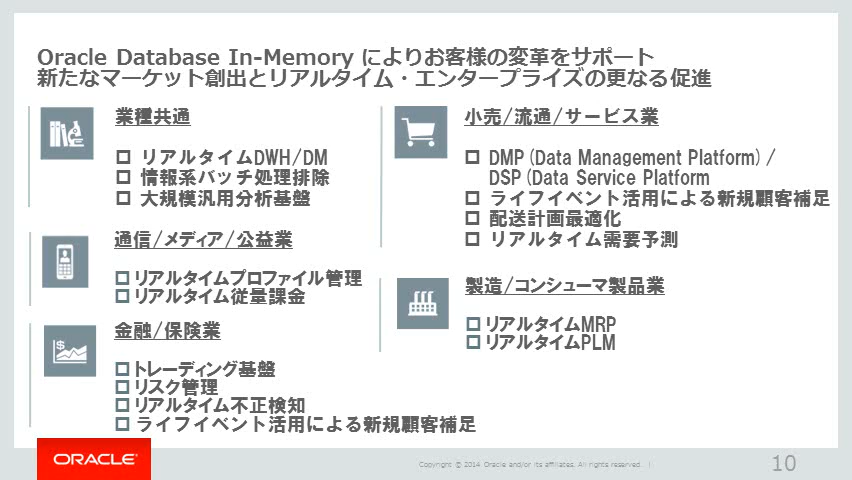 Oracle Database In-Memory によりお客様の変革をサポート
新たなマーケット創出とリアルタイム・エンタープライズの更なる促進
業種共通
リアルタイムDWH/DM
情報系バッチ処理排除
大規模汎用分析基盤
通信/メディア/公益業
リアルタイムプロファイル管理
リアルタイム従量課金
金融/保険業
トレーディング基盤
リスク管理
リアルタイム不正検知
ライフイベント活用による新規顧客補足
小売/流通/サービス業
DMP(Data Management Platform)/
DSP(Data Service Platform
ライフイベント活用による新規顧客補足
配送計画最適化
リアルタイム需要予測
製造/コンシューマ製品業
リアルタイムMRP
リアルタイムPLM
ORACLE
Copyright © 2014 Oracle and/or its affiliates. All rights reserved. |
10